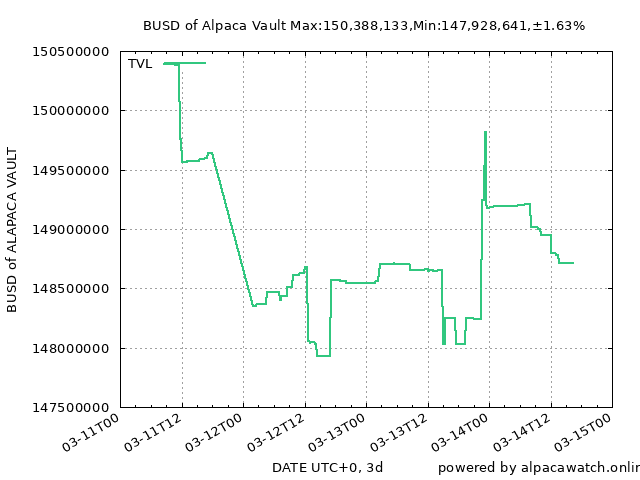 BUSD of Alpaca Vault Max:150,388,133,Min:147,928,641,±1.63%
TVL
150500000
150000000
149500000
149000000
148500000
148000000
147500000
BUSD of ALAPACA VAULT
03-11T00
03-11T12
03-12T00
03-12T12
03-13T00
03-13T12
03-14T00
03-14T12
03-15T00
DATE UTC+0, 3d
powered by alpacawatch.onlin